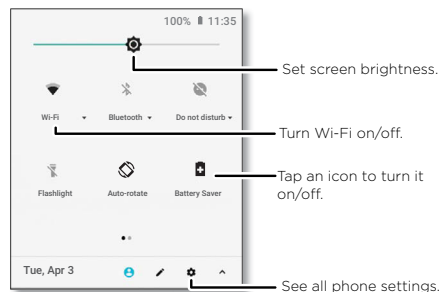 100% 11:35
Set screen brightness.
Wi-Fi Bluetooth Do not disturb
Turn Wi-Fi on/off.
Tap an icon to turn it
on/off.
Flashlight Auto-rotate Battery Saver
Tue, Apr 3
See all phone settings.